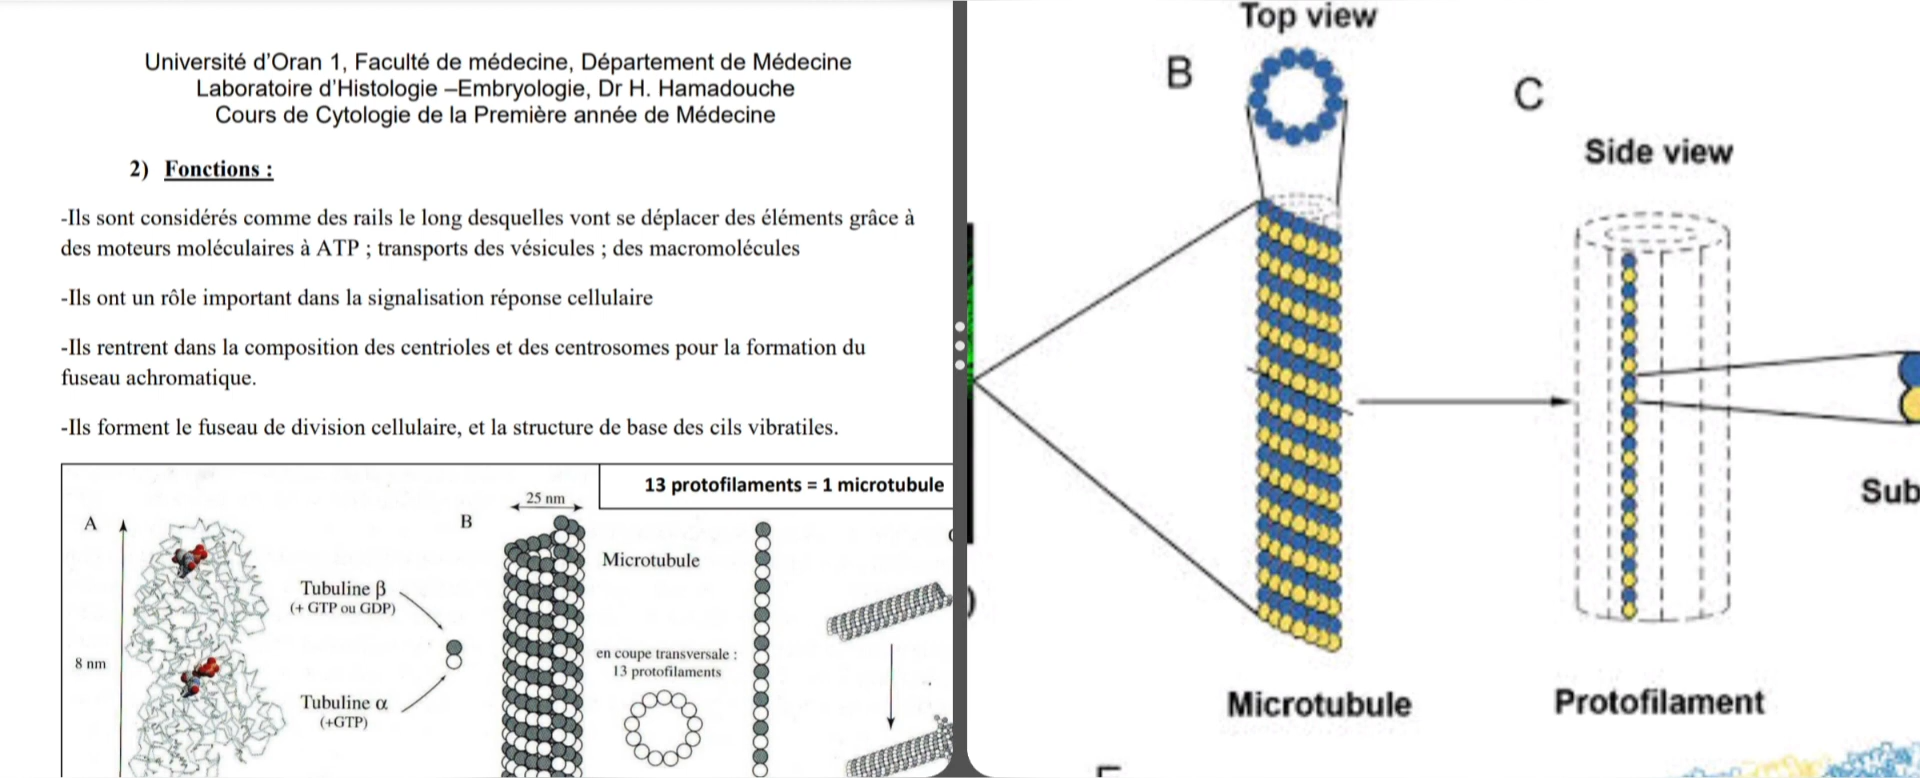 Université d'Oran 1, Faculté de médecine, Département de Médecine
Laboratoire d'Histologie –Embryologie, Dr H. Hamadouche
Cours de Cytologie de la Première année de Médecine
2) Fonctions :
-Ils sont considérés comme des rails le long desquelles vont se déplacer des éléments grâce à
des moteurs moléculaires à ATP ; transports des vésicules ; des macromolécules
-Ils ont un rôle important dans la signalisation réponse cellulaire
-Ils rentrent dans la composition des centrioles et des centrosomes pour la formation du
fuseau achromatique.
-Ils forment le fuseau de division cellulaire, et la structure de base des cils vibratiles.
13 protofilaments = 1 microtubule
25 nm
A
B
Microtubule
Tubuline β
(+ GTP ou GDP)
8 nm
en coupe transversale :
13 protofilaments
Tubuline α
(+GTP)
Top view
B
C
Side view
Sub
Microtubule
Protofilament